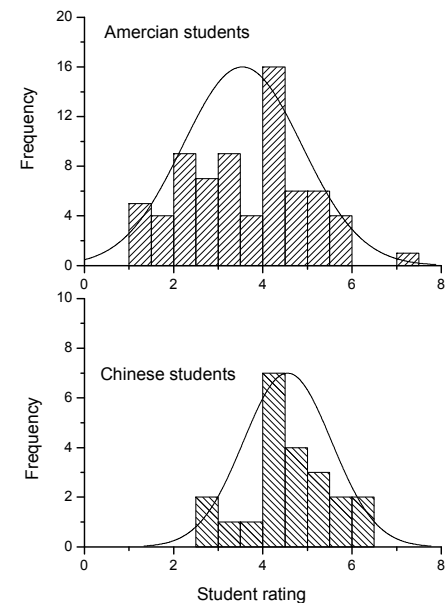 20
Amercian students
16
12
8
4
0
Frequency
0 2 4 6 8
10
Chinese students
8
6
4
2
0
Frequency
0 2 4 6 8
Student rating